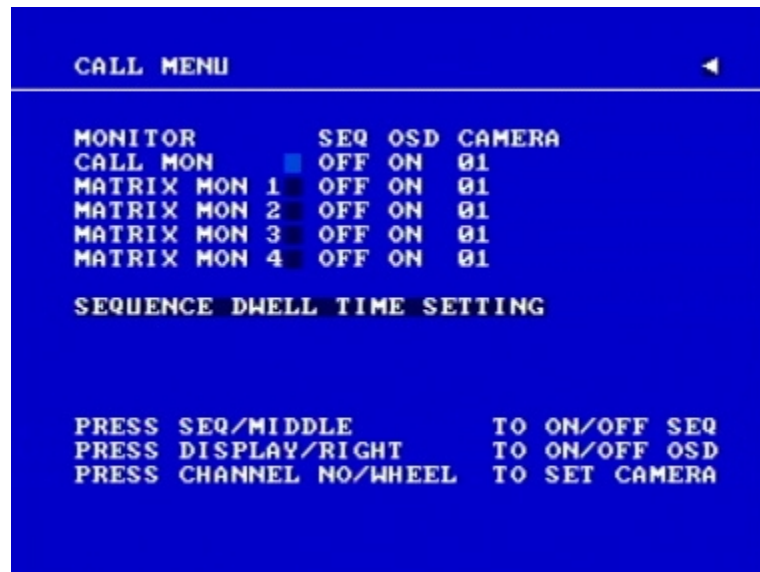 CALL MENU
MONITOR SEQ OSD CAMERA
CALL MON OFF ON 01
MATRIX MON 1 OFF ON 01
MATRIX MON 2 OFF ON 01
MATRIX MON 3 OFF ON 01
MATRIX MON 4 OFF ON 01
SEQUENCE DWELL TIME SETTING
PRESS SEQ/MIDDLE TO ON/OFF SEQ
PRESS DISPLAY/RIGHT TO ON/OFF OSD
PRESS CHANNEL NO/WHEEL TO SET CAMERA